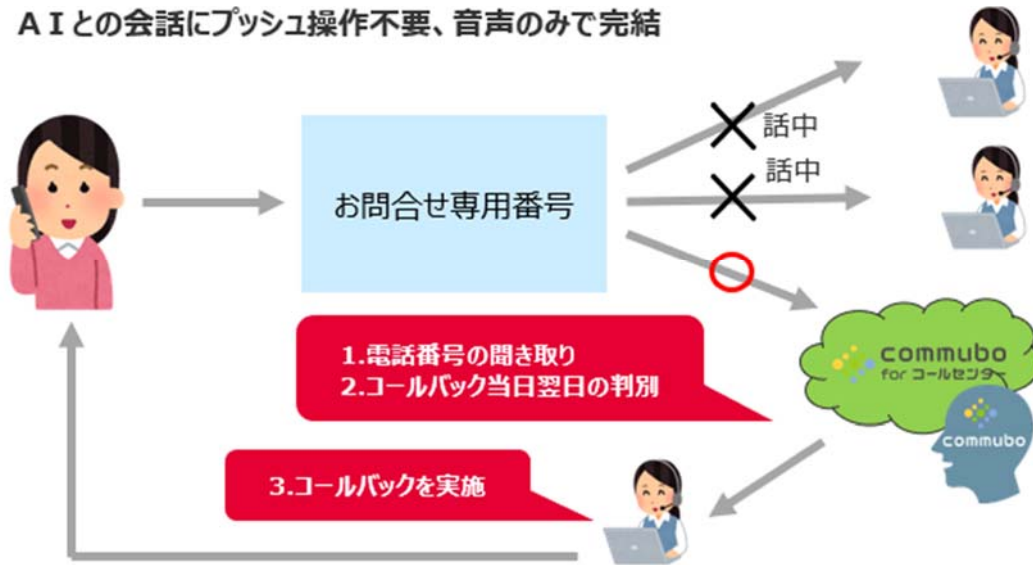 AIとの会話にプッシュ操作不要、音声のみで完結
話中
話中
お問合せ専用番号
1.電話番号の聞き取り
2.コールバック当日翌日の判別
commubo
for コールセンター
commubo
3.コールバックを実施